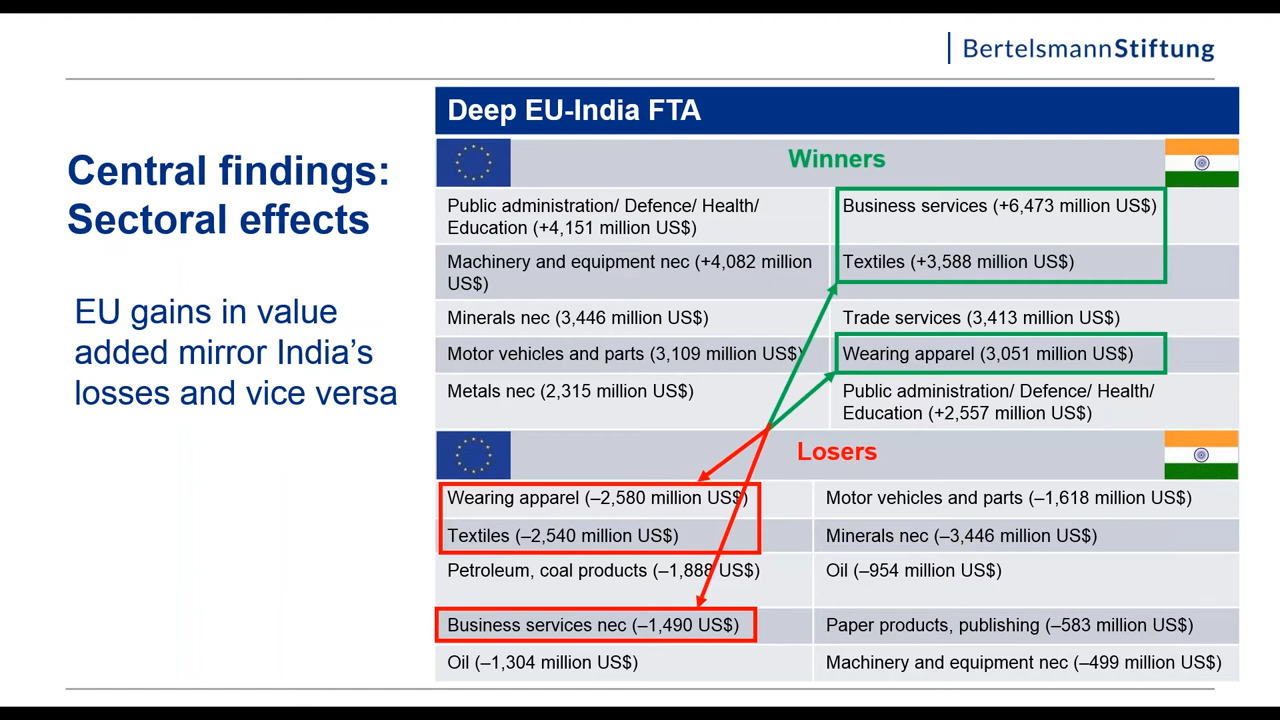 BertelsmannStiftung
Central findings:
Sectoral effects
EU gains in value
added mirror India's
losses and vice versa
Deep EU-India FTA
Winners
Public administration/ Defence/ Health/
Education (+4,151 million US$)
Business services (+6,473 million US$)
Machinery and equipment nec (+4,082 million
US$)
Textiles (+3,588 million US$)
Minerals nec (3,446 million US$)
Trade services (3,413 million US$)
Motor vehicles and parts (3,109 million US$)
Wearing apparel (3,051 million US$)
Metals nec (2,315 million US$)
Public administration/ Defence/ Health/
Education (+2,557 million US$)
Losers
Wearing apparel (–2,580 million US$)
Motor vehicles and parts (–1,618 million US$)
Textiles (–2,540 million US$)
Minerals nec (–3,446 million US$)
Petroleum, coal products (–1,888 US$)
Oil (–954 million US$)
Business services nec (–1,490 US$)
Paper products, publishing (–583 million US$)
Oil (–1,304 million US$)
Machinery and equipment nec (–499 million US$)